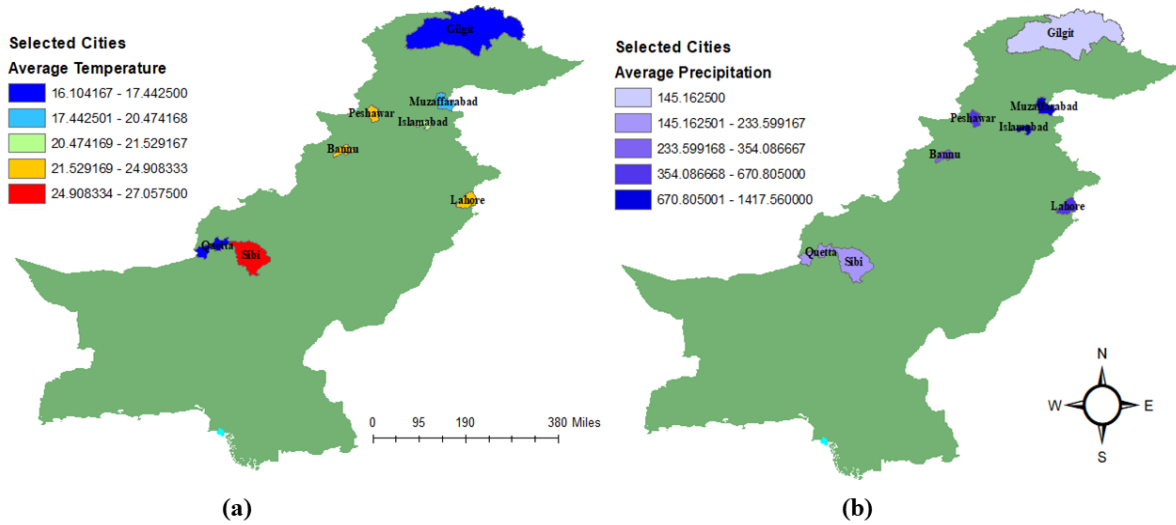 Selected Cities
Average Temperature
16.104167 - 17.442500
17.442501 - 20.474168
20.474169 - 21.529167
21.529169 - 24.908333
24.908334 - 27.057500
Gilgit
Muzaffarabad
Peshawar
Islamabad
Bannu
Lahore
Quetta
Sibi
0 95 190 380 Miles
(a)
Selected Cities
Average Precipitation
145.162500
145.162501 - 233.599167
233.599168 - 354.086667
354.086668 - 670.805000
670.805001 - 1417.560000
Gilgit
Muzaffarabad
Peshawar
Islamabad
Bannu
Lahore
Quetta
Sibi
N
W E
S
(b)